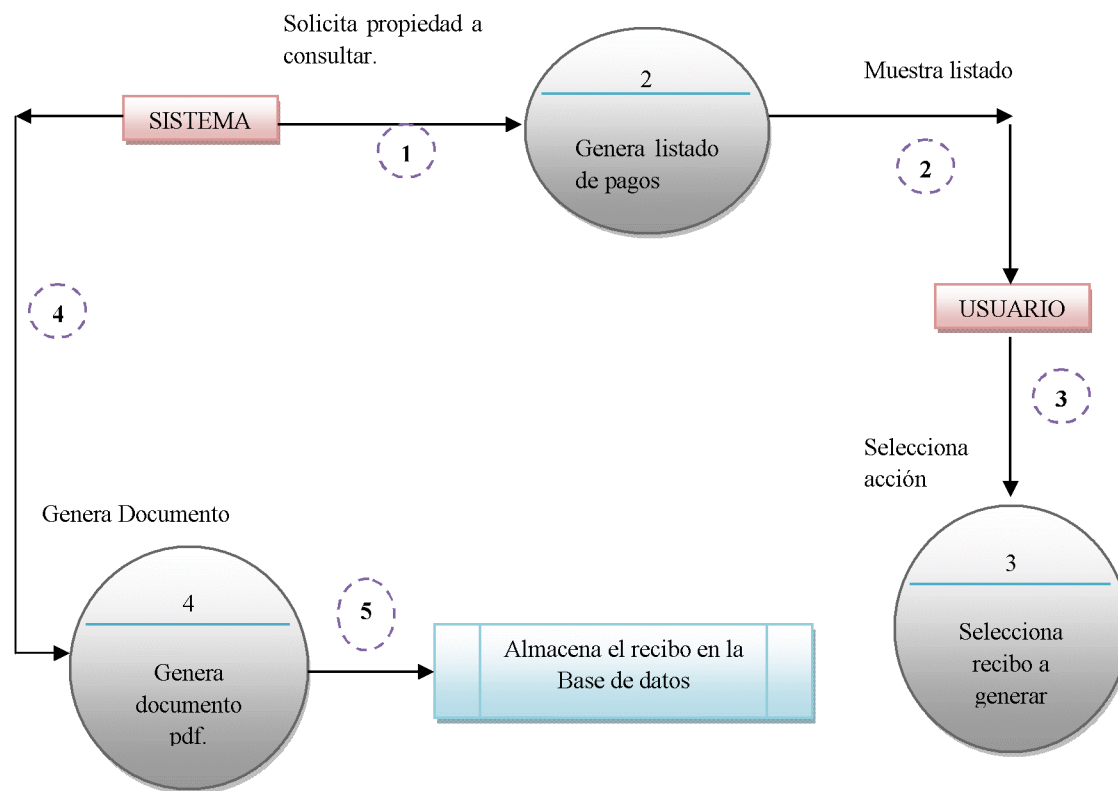 Solicita propiedad a
consultar.
SISTEMA
1
2
Genera listado
de pagos
Muestra listado
2
USUARIO
3
Selecciona
acción
3
Selecciona
recibo a
generar
4
Genera Documento
4
Genera
documento
pdf.
5
Almacena el recibo en la
Base de datos